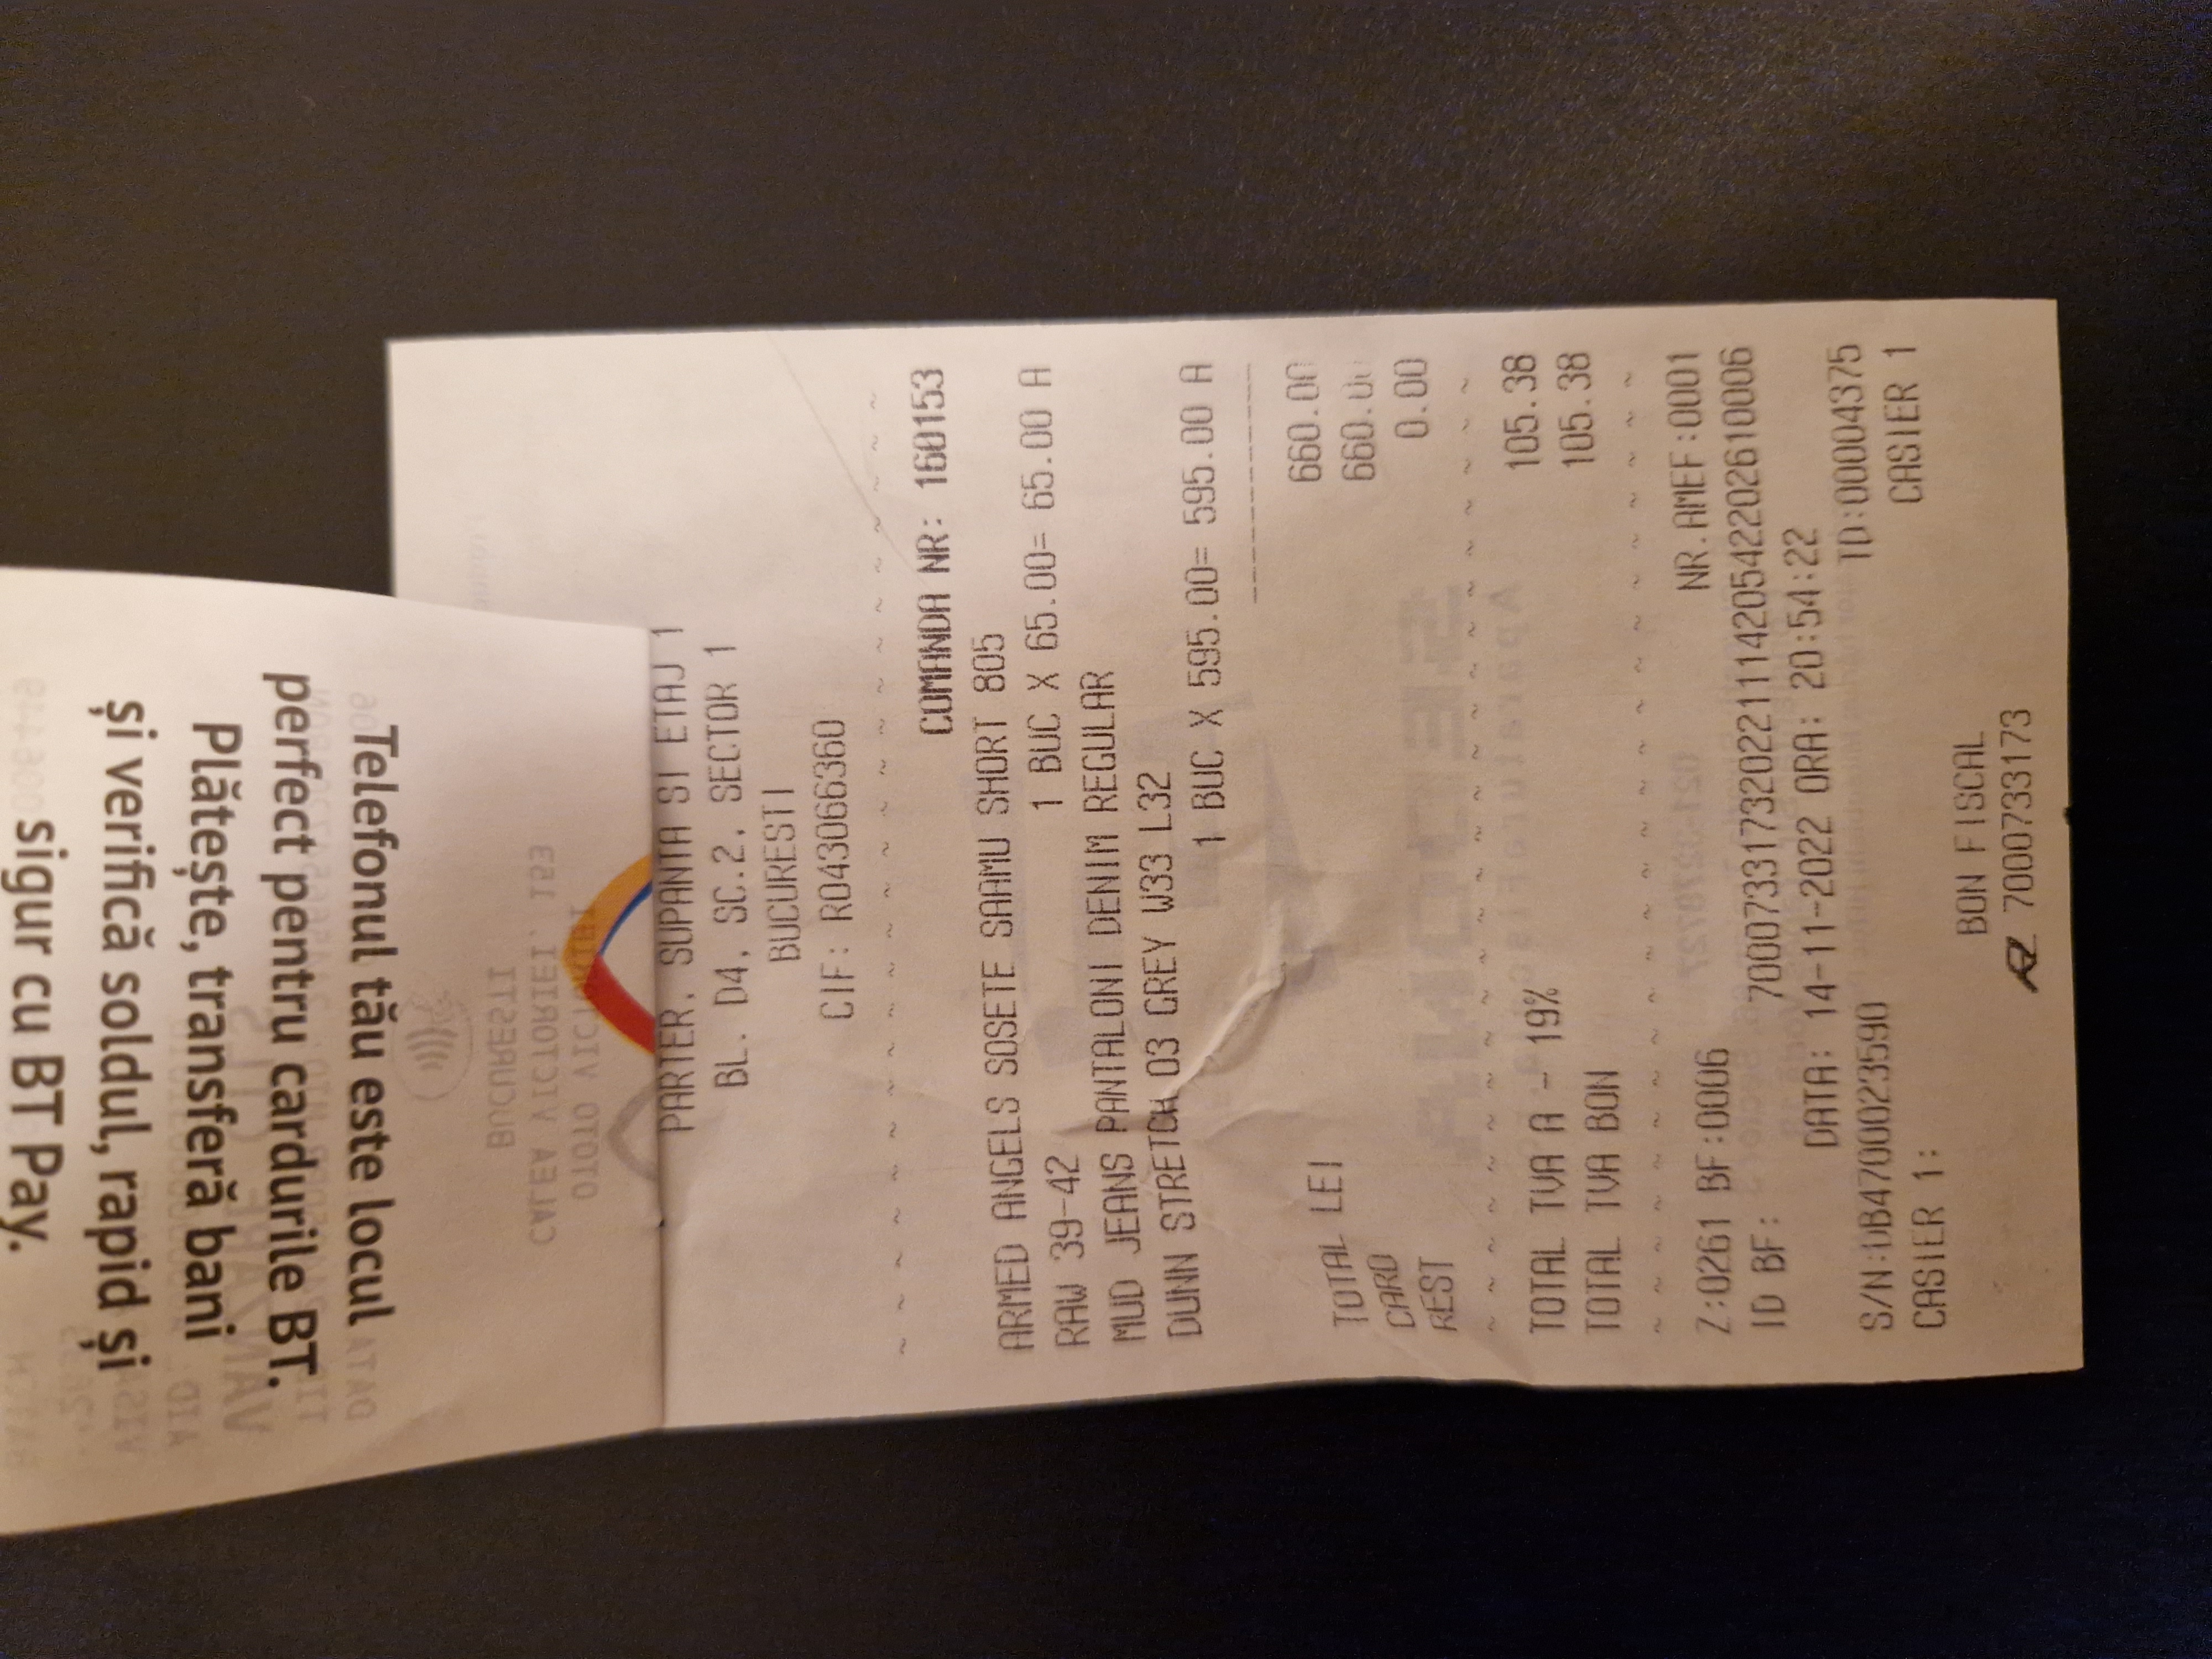 Telefonul tău este locul
perfect pentru cardurile BT.
Plătește, transferă bani
și verifică soldul, rapid și
sigur cu BT Pay.
OTOTO VICTORIEI
CALEA VICTORIEI, 153
BUCURESTI
VANZARE
PARTER, SUPANTA SI ETAJ 1
BL. D4, SC.2, SECTOR 1
BUCURESTI
CIF: RO43066360
COMANDA NR: 160153
ARMED ANGELS SOSETE SAAMU SHORT 805
RAW 39-42 1 BUC X 65.00= 65.00 A
MUD JEANS PANTALONI DENIM REGULAR
DUNN STRETCH O3 GREY W33 L32
1 BUC X 595.00= 595.00 A
TOTAL LEI 660.00
CARD 660.00
REST 0.00
SEDONA
TOTAL TVA A - 19% 105.38
TOTAL TVA BON 105.38
Z:0261 BF:0006 NR.AMEF:0001
ID BF: 70007331732022111420542202610006
DATA: 14-11-2022 ORA: 20:54:22
S/N:DB4700023590 TD:00004375
CASIER 1: CASIER 1
BON FISCAL
7000733173